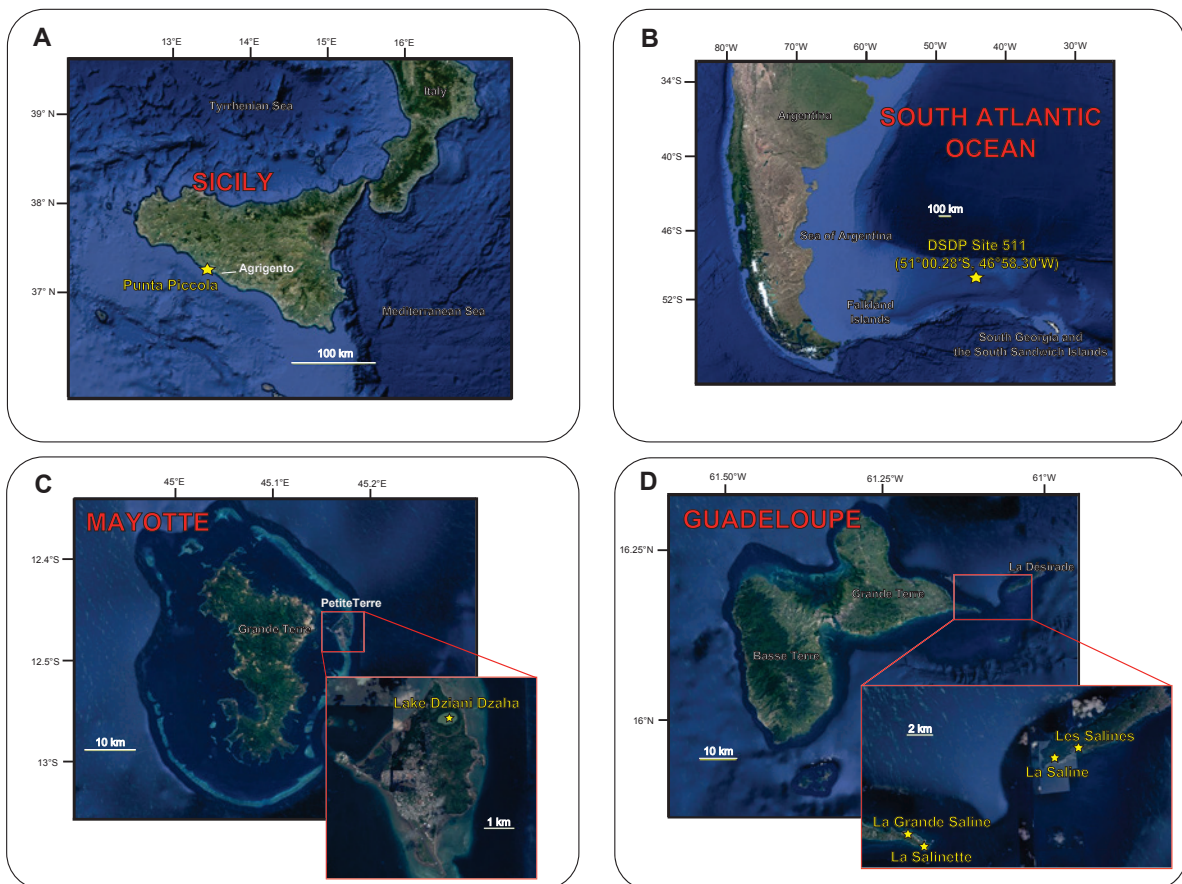 A
13°E 14°E 15°E 16°E
39° N
38°N
37°N
Tyrrhenian Sea
Italy
SICILY
Agrigento
Punta Piccola
Mediterranean Sea
100 km
B
80°W 70°W 60°W 50°W 40°W 30°W
34°S
40°S
46°S
52°S
Argentina
SOUTH ATLANTIC
OCEAN
100 km
Sea of Argentina
DSDP Site 511
(51°00.28'S. 46°58.30'W)
Falkland
Islands
South Georgia and
the South Sandwich Islands
C
45°E 45.1°E 45.2°E
12.4°S
12.5°S
13°S
MAYOTTE
PetiteTerre
Grande Terre
10 km
Lake Dziani Dzaha
1 km
D
61.50°W 61.25°W 61°W
16.25°N
16°N
GUADELOUPE
La Désirade
Grande Terre
Basse Terre
10 km
2 km
Les Salines
La Saline
La Grande Saline
La Salinette